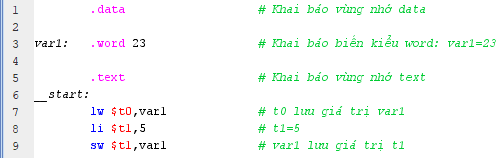 1 .data # Khai báo vùng nhớ data
2
3 var1: .word 23 # Khai báo biến kiểu word: var1=23
4
5 .text # Khai báo vùng nhớ text
6 __start:
7 lw $t0,var1 # t0 lưu giá trị var1
8 li $t1,5 # t1=5
9 sw $t1,var1 # var1 lưu giá trị t1